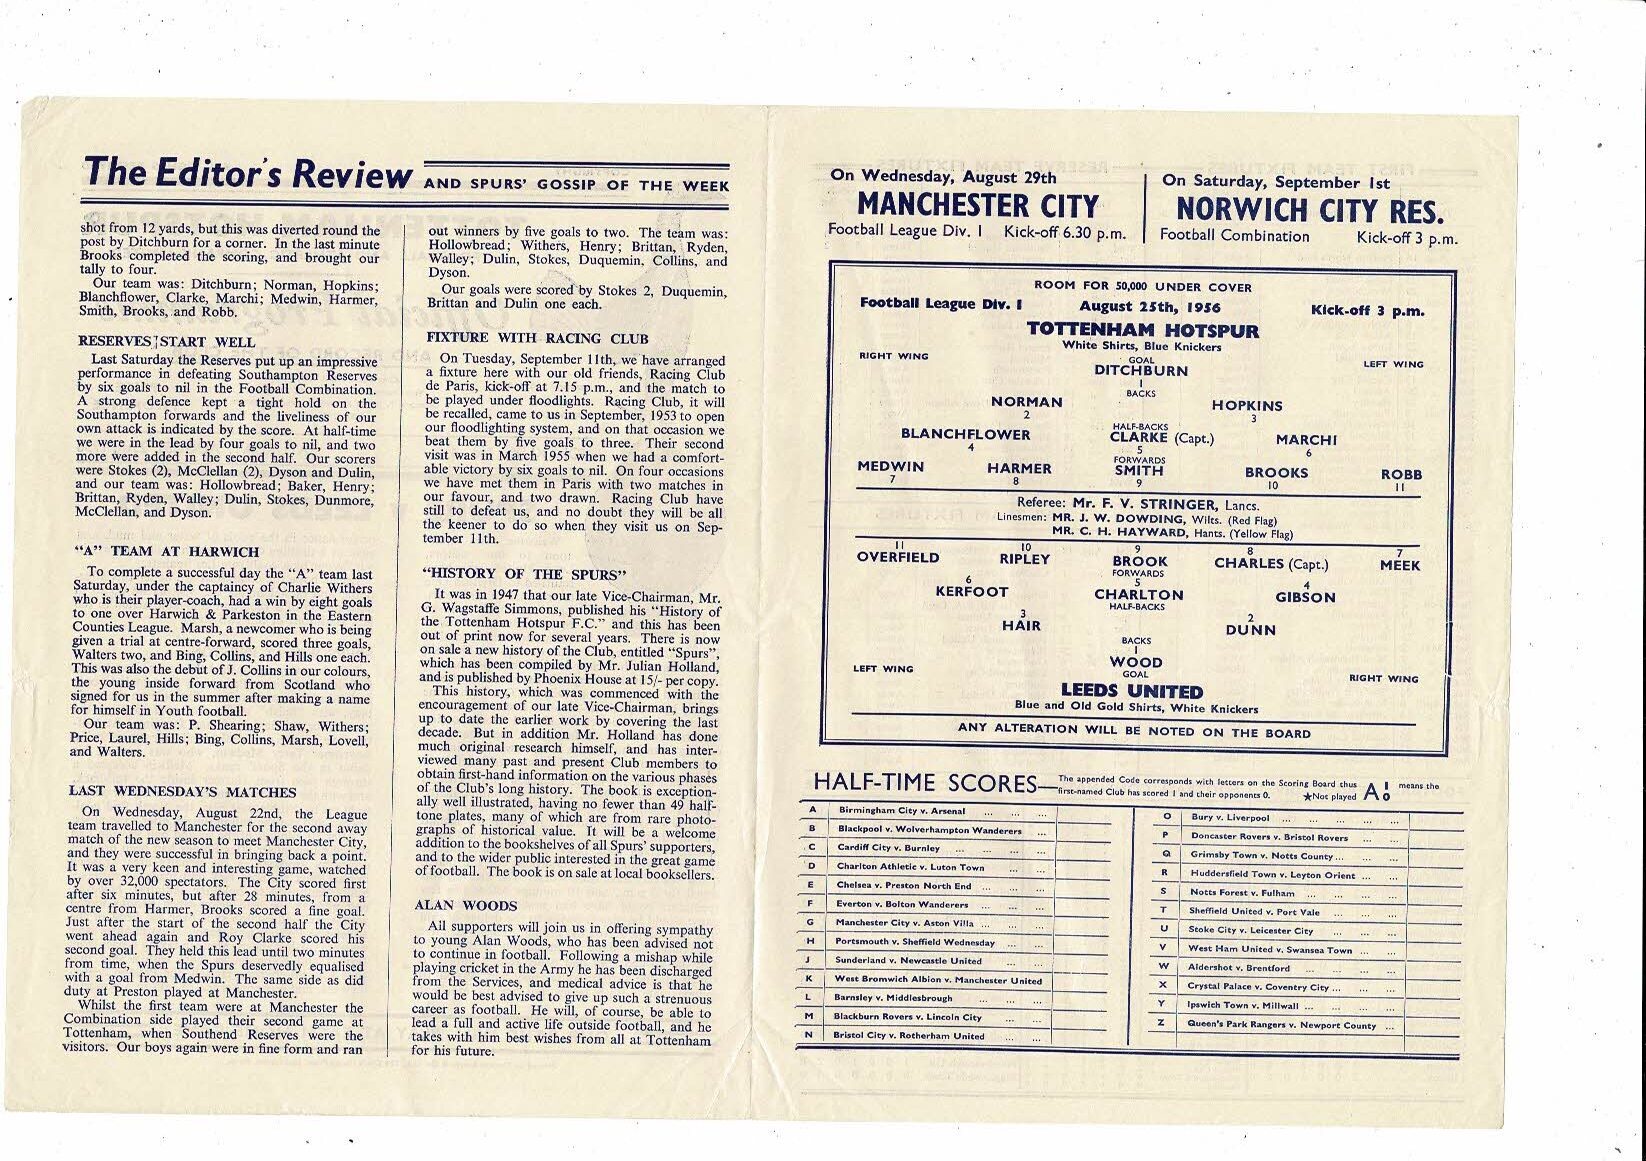 The Editor's Review AND SPURS' GOSSIP OF THE WEEK
shot from 12 yards, but this was diverted round the
post by Ditchburn for a corner. In the last minute
Brooks completed the scoring, and brought our
tally to four.
Our team was: Ditchburn; Norman, Hopkins;
Blanchflower, Clarke, Marchi; Medwin, Harmer,
Smith, Brooks, and Robb.
RESERVES START WELL
Last Saturday the Reserves put up an impressive
performance in defeating Southampton Reserves
by six goals to nil in the Football Combination.
A strong defence kept a tight hold on the
Southampton forwards and the liveliness of our
own attack is indicated by the score. At half-time
we were in the lead by four goals to nil, and two
more were added in the second half. Our scorers
were Stokes (2), McClellan (2), Dyson and Dulin,
and our team was: Hollowbread; Baker, Henry;
Brittan, Ryden, Walley; Dulin, Stokes, Dunmore,
McClellan, and Dyson.
"A" TEAM AT HARWICH
To complete a successful day the "A" team last
Saturday, under the captaincy of Charlie Withers
who is their player-coach, had a win by eight goals
to one over Harwich & Parkeston in the Eastern
Counties League. Marsh, a newcomer who is being
given a trial at centre-forward, scored three goals,
Walters two, and Bing, Collins, and Hills one each.
This was also the debut of J. Collins in our colours,
the young inside forward from Scotland who
signed for us in the summer after making a name
for himself in Youth football.
Our team was: P. Shearing; Shaw, Withers;
Price, Laurel, Hills; Bing, Collins, Marsh, Lovell,
and Walters.
LAST WEDNESDAY'S MATCHES
On Wednesday, August 22nd, the League
team travelled to Manchester for the second away
match of the new season to meet Manchester City,
and they were successful in bringing back a point.
It was a very keen and interesting game, watched
by over 32,000 spectators. The City scored first
after six minutes, but after 28 minutes, from a
centre from Harmer, Brooks scored a fine goal.
Just after the start of the second half the City
went ahead again and Roy Clarke scored his
second goal. They held this lead until two minutes
from time, when the Spurs deservedly equalised
with a goal from Medwin. The same side as did
duty at Preston played at Manchester.
Whilst the first team were at Manchester the
Combination side played their second game at
Tottenham, when Southend Reserves were the
visitors. Our boys again were in fine form and ran
out winners by five goals to two. The team was:
Hollowbread; Withers, Henry; Brittan, Ryden,
Walley; Dulin, Stokes, Duquemin, Collins, and
Dyson.
Our goals were scored by Stokes 2, Duquemin,
Brittan and Dulin one each.
FIXTURE WITH RACING CLUB
On Tuesday, September 11th, we have arranged
a fixture here with our old friends, Racing Club
de Paris, kick-off at 7.15 p.m., and the match to
be played under floodlights. Racing Club, it will
be recalled, came to us in September, 1953 to open
our floodlighting system, and on that occasion we
beat them by five goals to three. Their second
visit was in March 1955 when we had a comfort-
able victory by six goals to nil. On four occasions
we have met them in Paris with two matches in
our favour, and two drawn. Racing Club have
still to defeat us, and no doubt they will be all
the keener to do so when they visit us on Sep-
tember 11th.
"HISTORY OF THE SPURS"
It was in 1947 that our late Vice-Chairman, Mr.
G. Wagstaffe Simmons, published his "History of
the Tottenham Hotspur F.C." and this has been
out of print now for several years. There is now
on sale a new history of the Club, entitled "Spurs",
which has been compiled by Mr. Julian Holland,
and is published by Phoenix House at 15/- per copy.
This history, which was commenced with the
encouragement of our late Vice-Chairman, brings
up to date the earlier work by covering the last
decade. But in addition Mr. Holland has done
much original research himself, and has inter-
viewed many past and present Club members to
obtain first-hand information on the various phases
of the Club's long history. The book is exception-
ally well illustrated, having no fewer than 49 half-
tone plates, many of which are from rare photo-
graphs of historical value. It will be a welcome
addition to the bookshelves of all Spurs' supporters,
and to the wider public interested in the great game
of football. The book is on sale at local booksellers.
ALAN WOODS
All supporters will join us in offering sympathy
to young Alan Woods, who has been advised not
to continue in football. Following a mishap while
playing cricket in the Army he has been discharged
from the Services, and medical advice is that he
would be best advised to give up such a strenuous
career as football. He will, of course, be able to
lead a full and active life outside football, and he
takes with him best wishes from all at Tottenham
for his future.
On Wednesday, August 29th
MANCHESTER CITY
Football League Div. I Kick-off 6.30 p.m.
On Saturday, September 1st
NORWICH CITY RES.
Football Combination Kick-off 3 p.m.
ROOM FOR 50,000 UNDER COVER
Football League Div. I August 25th, 1956 Kick-off 3 p.m.
TOTTENHAM HOTSPUR
White Shirts, Blue Knickers
RIGHT WING GOAL LEFT WING
DITCHBURN
1
BACKS
NORMAN HOPKINS
2 3
HALF-BACKS
BLANCHFLOWER CLARKE (Capt.) MARCHI
4 5 6
FORWARDS
MEDWIN HARMER SMITH BROOKS ROBB
7 8 9 10 11
Referee: Mr. F. V. STRINGER, Lancs.
Linesmen: MR. J. W. DOWDING, Wilts. (Red Flag)
MR. C. H. HAYWARD, Hants. (Yellow Flag)
11 10 9 8 7
OVERFIELD RIPLEY BROOK CHARLES (Capt.) MEEK
FORWARDS
6 5 4
KERFOOT CHARLTON GIBSON
HALF-BACKS
3 2
HAIR DUNN
BACKS
1
WOOD
LEFT WING GOAL RIGHT WING
LEEDS UNITED
Blue and Old Gold Shirts, White Knickers
ANY ALTERATION WILL BE NOTED ON THE BOARD
HALF-TIME SCORES—The appended Code corresponds with letters on the Scoring Board thus A 1 0 means the
first-named Club has scored 1 and their opponents 0. ★Not played
A Birmingham City v. Arsenal ... ... ...
B Blackpool v. Wolverhampton Wanderers ...
C Cardiff City v. Burnley ... ... ... ...
D Charlton Athletic v. Luton Town ... ...
E Chelsea v. Preston North End ... ... ...
F Everton v. Bolton Wanderers ... ... ...
G Manchester City v. Aston Villa ... ... ...
H Portsmouth v. Sheffield Wednesday ... ...
J Sunderland v. Newcastle United ... ...
K West Bromwich Albion v. Manchester United
L Barnsley v. Middlesbrough ... ... ...
M Blackburn Rovers v. Lincoln City ... ...
N Bristol City v. Rotherham United ... ...
O Bury v. Liverpool ... ... ... ... ...
P Doncaster Rovers v. Bristol Rovers ... ...
Q Grimsby Town v. Notts County ... ... ...
R Huddersfield Town v. Leyton Orient ... ...
S Notts Forest v. Fulham ... ... ... ...
T Sheffield United v. Port Vale ... ... ...
U Stoke City v. Leicester City ... ... ...
V West Ham United v. Swansea Town ... ...
W Aldershot v. Brentford ... ... ... ...
X Crystal Palace v. Coventry City ... ... ...
Y Ipswich Town v. Millwall ... ... ... ...
Z Queen's Park Rangers v. Newport County ...